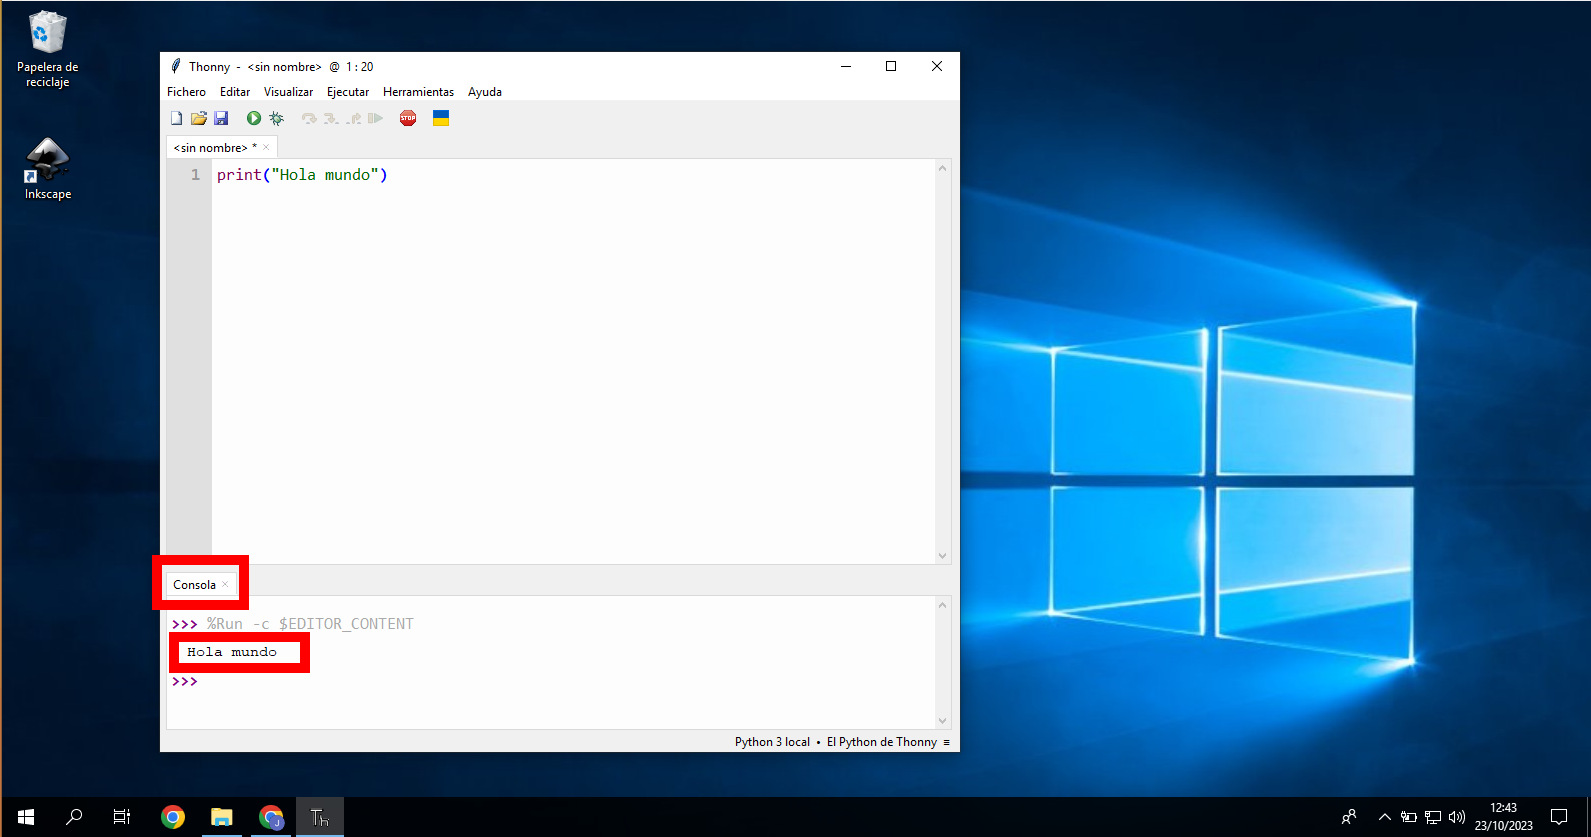 Papelera de
reciclaje
Inkscape
Thonny - <sin nombre> @ 1 : 20
Fichero Editar Visualizar Ejecutar Herramientas Ayuda
STOP
<sin nombre> * ×
1 print("Hola mundo")
Consola ×
>>> %Run -c $EDITOR_CONTENT
Hola mundo
>>>
Python 3 local • El Python de Thonny ≡
J
Th
12:43
23/10/2023